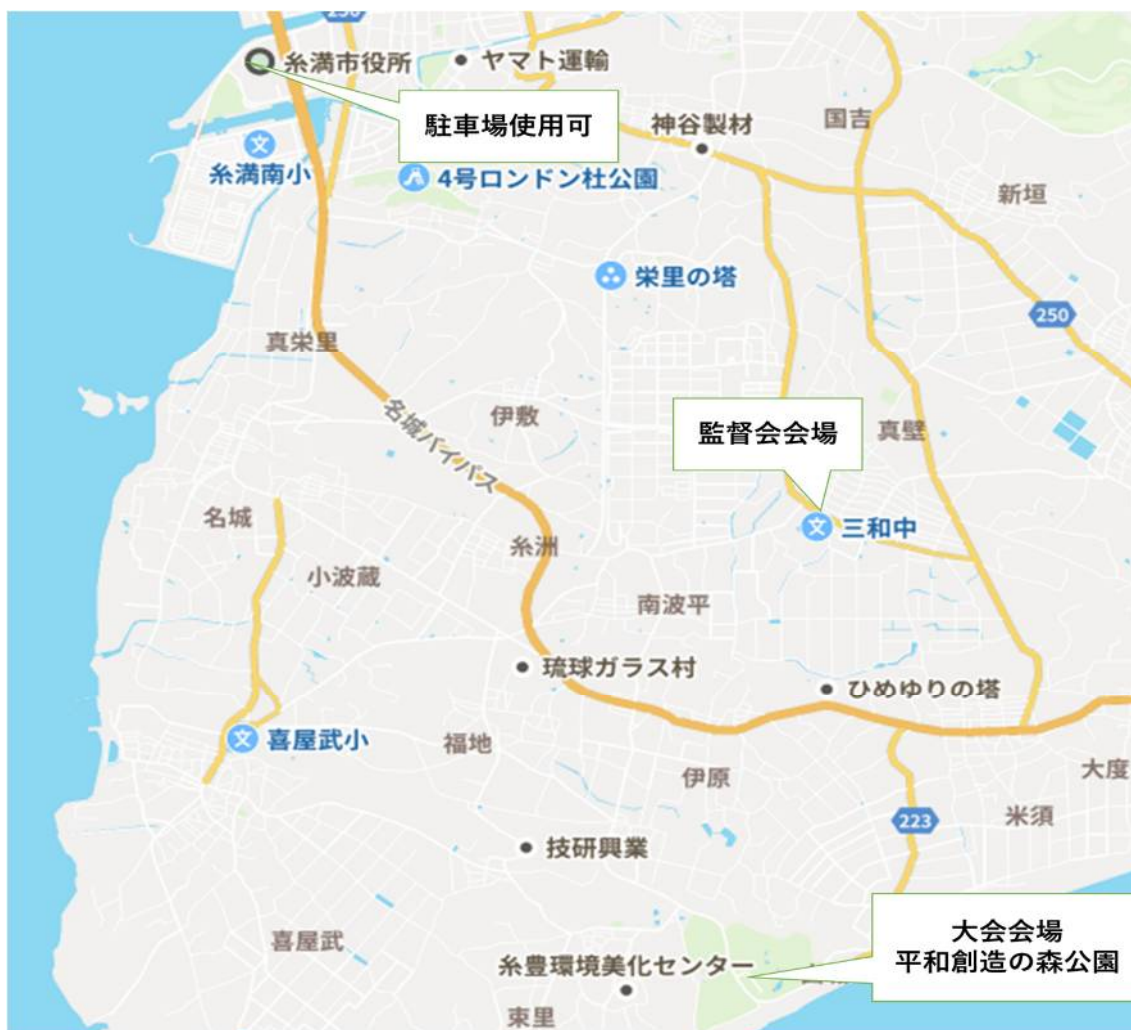 250
糸満市役所
ヤマト運輸
駐車場使用可
神谷製材
国吉
糸満南小
4号ロンドン杜公園
新垣
栄里の塔
250
真栄里
伊敷
名城バイパス
監督会会場
真壁
名城
糸洲
三和中
小波蔵
南波平
琉球ガラス村
ひめゆりの塔
喜屋武小
福地
伊原
大度
米須
223
技研興業
大会会場
平和創造の森公園
喜屋武
糸豊環境美化センター
束里